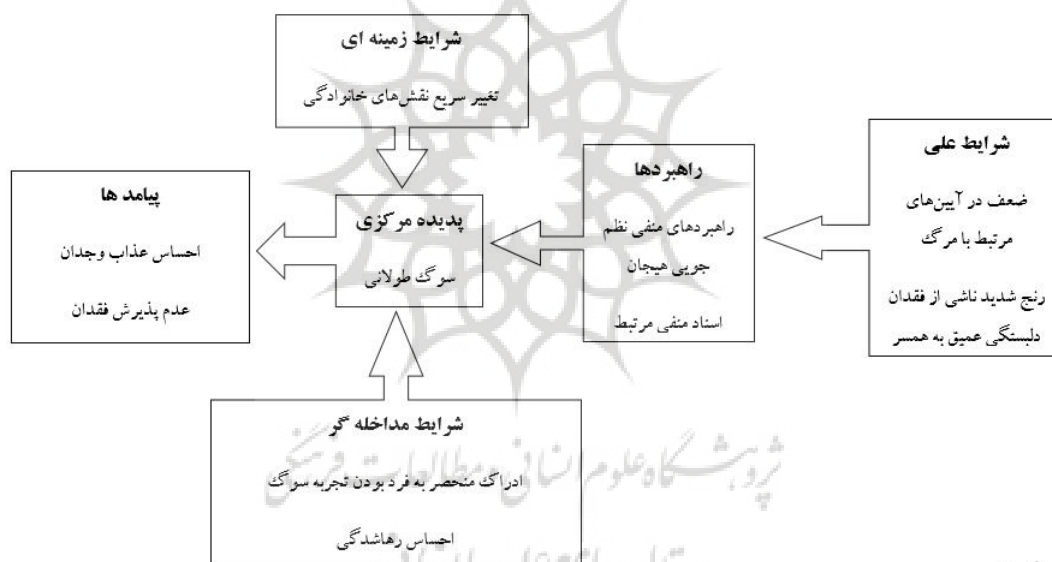 شرایط زمینه ای
تغییر سریع نقش‌های خانوادگی
شرایط علی
ضعف در آیین‌های
مرتبط با مرگ
رنج شدید ناشی از فقدان
دلبستگی عمیق به همسر
راهبردها
راهبردهای منفی نظم
جویی هیجان
اسناد منفی مرتبط
پدیده مرکزی
سوگ طولانی
پیامد ها
احساس عذاب وجدان
عدم پذیرش فقدان
شرایط مداخله گر
ادراک منحصر به فرد بودن تجربه سوگ
احساس رهاشدگی
پژوهشگاه علوم انسانی و مطالعات فرهنگی